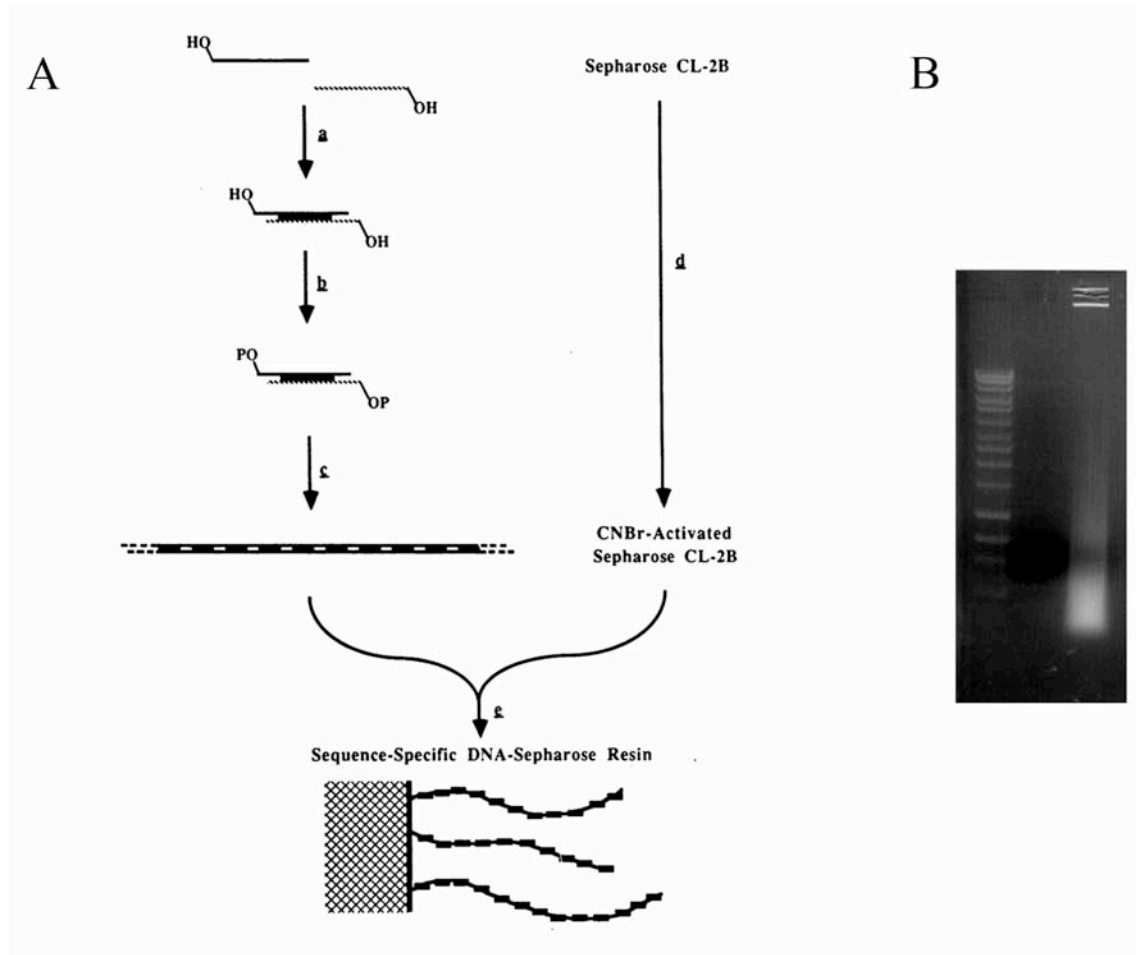 A
HO
OH
a
HO
OH
b
PO
OP
c
Sepharose CL-2B
d
CNBr-Activated
Sepharose CL-2B
e
Sequence-Specific DNA-Sepharose Resin
B